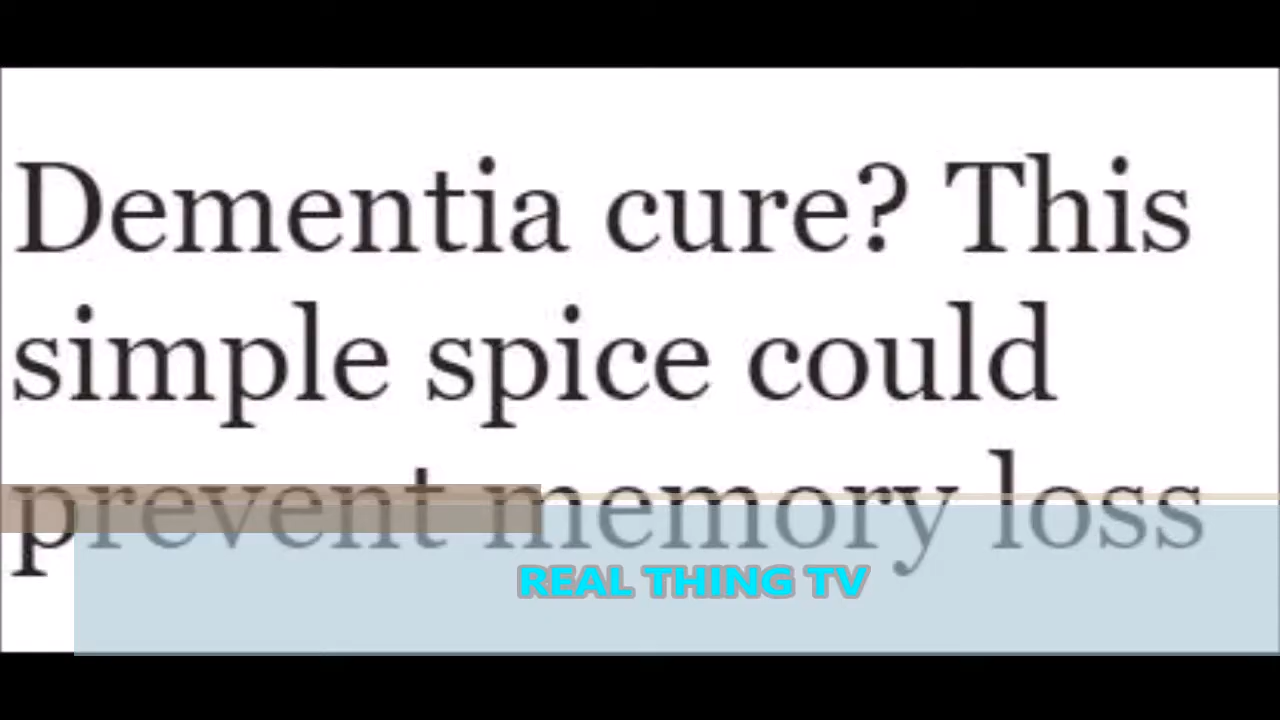 Dementia cure? This
simple spice could
prevent memory loss
REAL THING TV